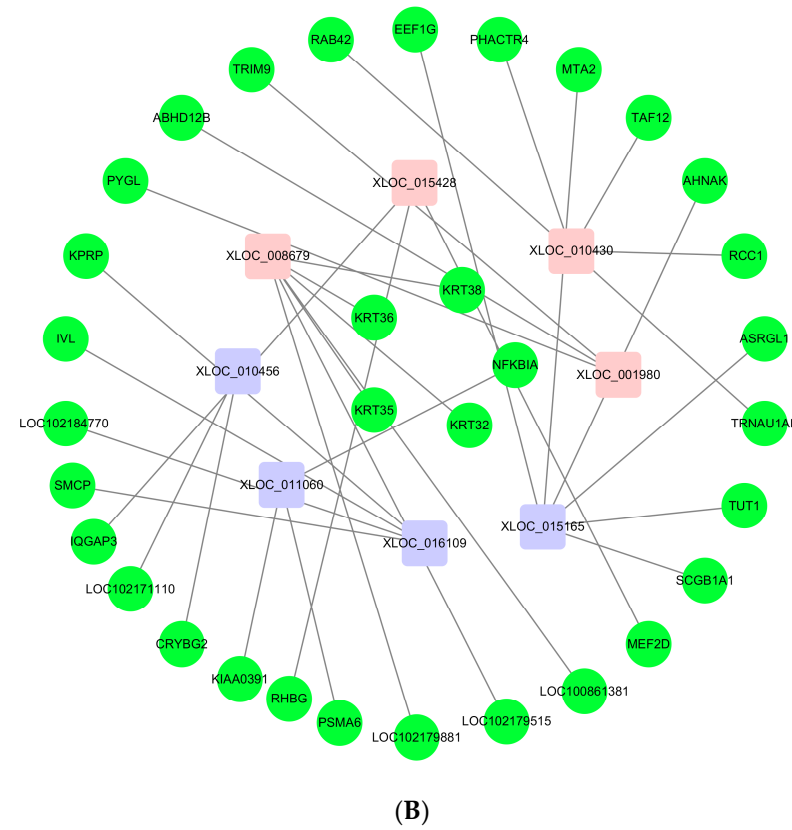 EEF1G
RAB42
PHACTR4
TRIM9
MTA2
ABHD12B
TAF12
PYGL
XLOC_015428
AHNAK
KPRP
XLOC_008679
XLOC_010430
RCC1
KRT38
KRT36
IVL
ASRGL1
XLOC_010456
NFKBIA
XLOC_001980
KRT35
LOC102184770
KRT32
TRNAU1AP
SMCP
XLOC_011060
TUT1
IQGAP3
XLOC_016109
XLOC_015165
LOC102171110
SCGB1A1
CRYBG2
MEF2D
KIAA0391
RHBG
LOC100861381
PSMA6
LOC102179515
LOC102179881
(B)